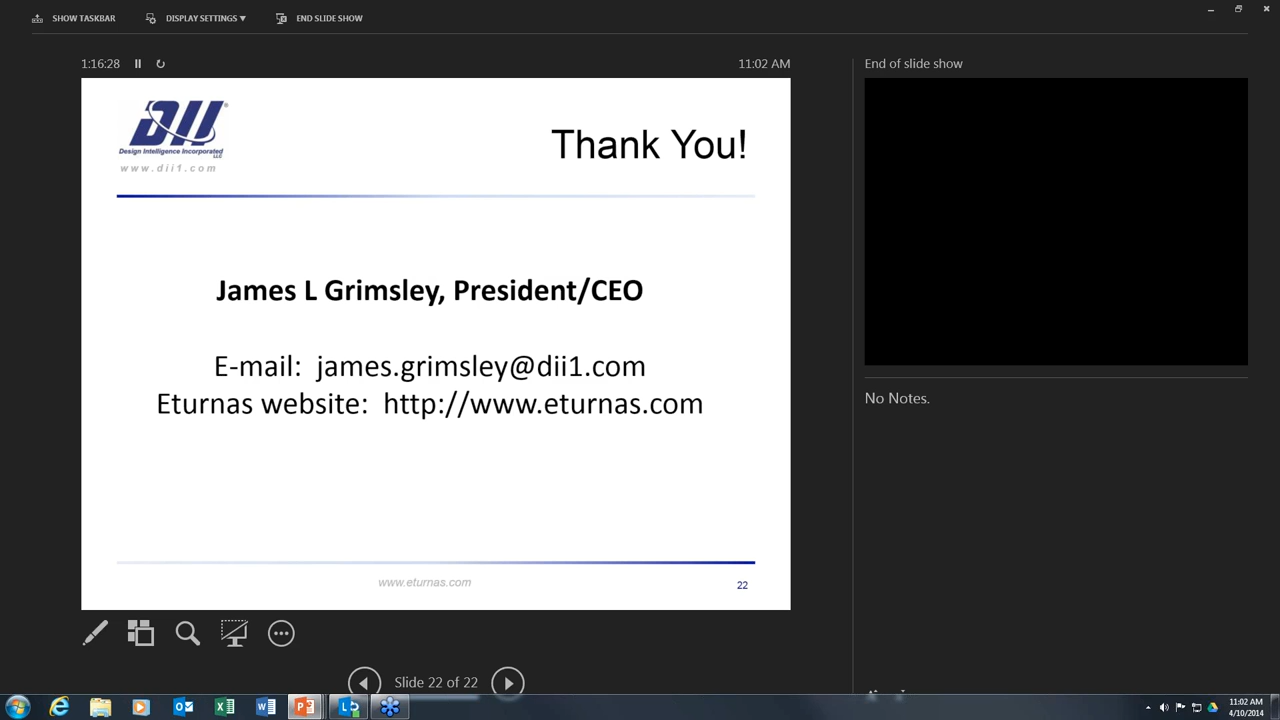 SHOW TASKBAR
DISPLAY SETTINGS ▼
END SLIDE SHOW
1:16:28
11:02 AM
End of slide show
DII®
Design Intelligence Incorporated
LLC
www.dii1.com
Thank You!
James L Grimsley, President/CEO
E-mail: james.grimsley@dii1.com
Eturnas website: http://www.eturnas.com
www.eturnas.com
22
No Notes.
Slide 22 of 22
11:02 AM
4/10/2014